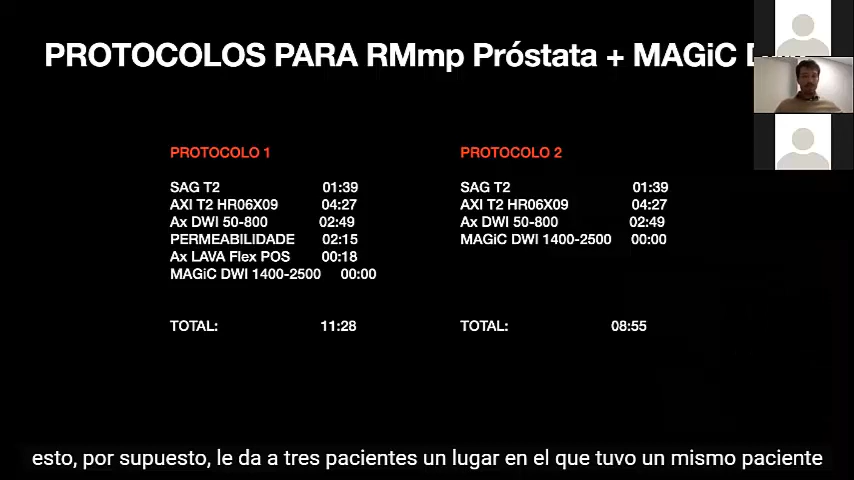 PROTOCOLOS PARA RMmp Próstata + MAGiC
PROTOCOLO 1
SAG T2 01:39
AXI T2 HR06X09 04:27
Ax DWI 50-800 02:49
PERMEABILIDADE 02:15
Ax LAVA Flex POS 00:18
MAGiC DWI 1400-2500 00:00
TOTAL: 11:28
PROTOCOLO 2
SAG T2 01:39
AXI T2 HR06X09 04:27
Ax DWI 50-800 02:49
MAGiC DWI 1400-2500 00:00
TOTAL: 08:55
esto, por supuesto, le da a tres pacientes un lugar en el que tuvo un mismo paciente